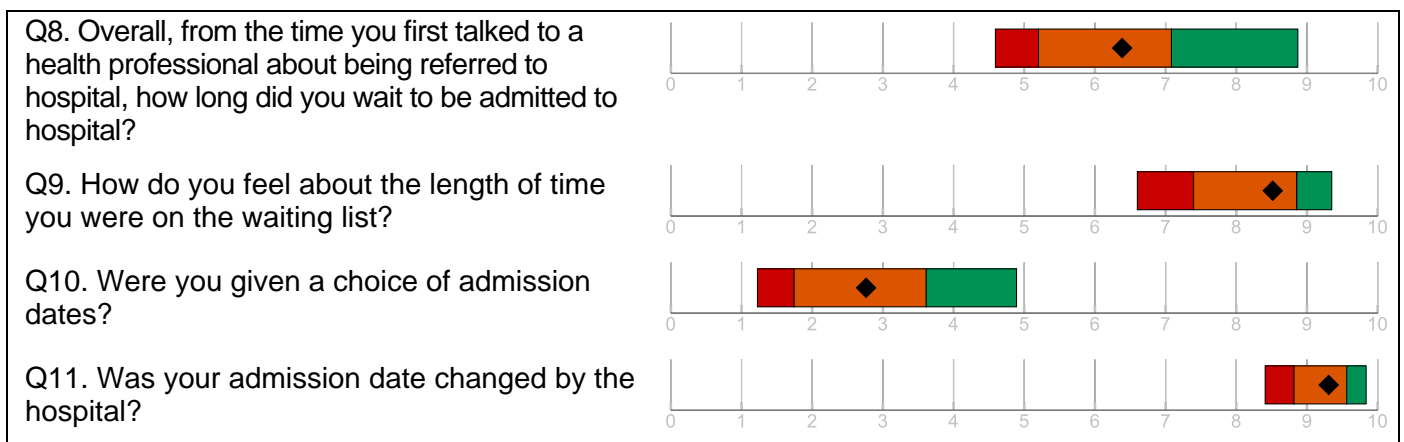 Q8. Overall, from the time you first talked to a
health professional about being referred to
hospital, how long did you wait to be admitted to
hospital?
0 1 2 3 4 5 6 7 8 9 10
Q9. How do you feel about the length of time
you were on the waiting list?
0 1 2 3 4 5 6 7 8 9 10
Q10. Were you given a choice of admission
dates?
0 1 2 3 4 5 6 7 8 9 10
Q11. Was your admission date changed by the
hospital?
0 1 2 3 4 5 6 7 8 9 10